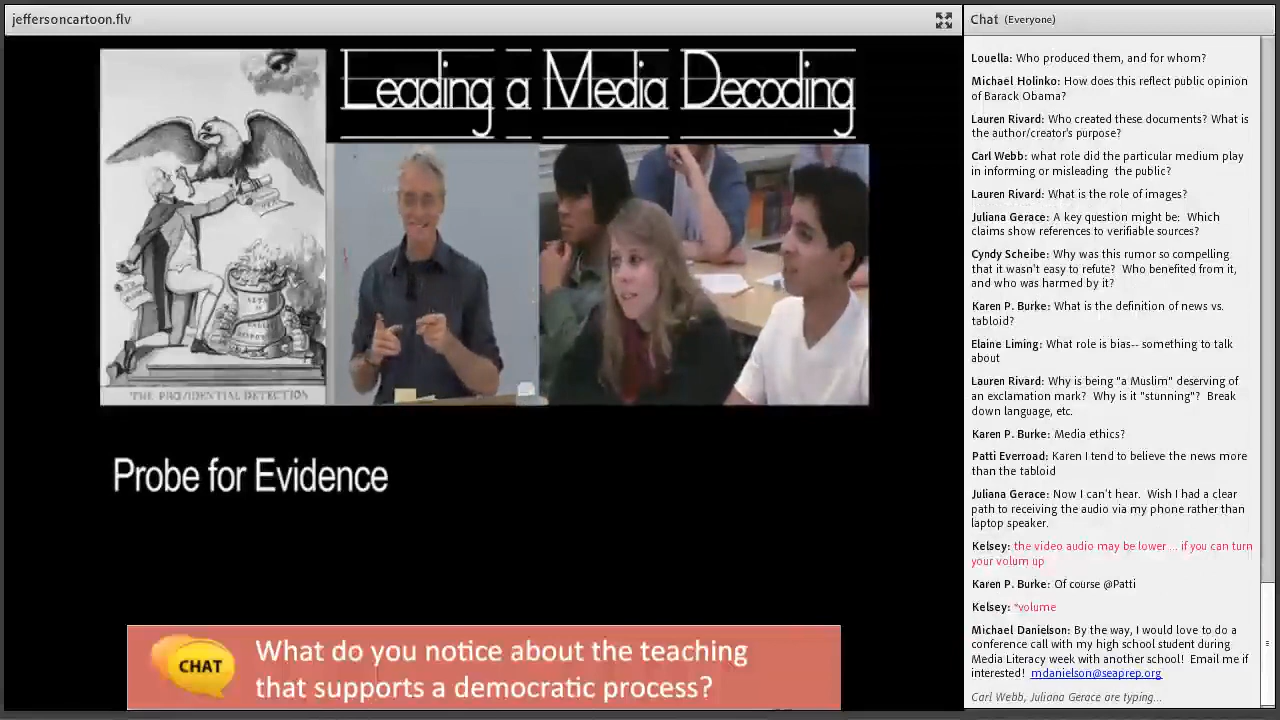 jeffersoncartoon.flv
Leading a Media Decoding
THE PROVIDENTIAL DETECTION
Probe for Evidence
CHAT
What do you notice about the teaching
that supports a democratic process?
Chat (Everyone)
Louella: Who produced them, and for whom?
Michael Holinko: How does this reflect public opinion
of Barack Obama?
Lauren Rivard: Who created these documents? What is
the author/creator's purpose?
Carl Webb: what role did the particular medium play
in informing or misleading the public?
Lauren Rivard: What is the role of images?
Juliana Gerace: A key question might be: Which
claims show references to verifiable sources?
Cyndy Scheibe: Why was this rumor so compelling
that it wasn't easy to refute? Who benefited from it,
and who was harmed by it?
Karen P. Burke: What is the definition of news vs.
tabloid?
Elaine Liming: What role is bias-- something to talk
about
Lauren Rivard: Why is being "a Muslim" deserving of
an exclamation mark? Why is it "stunning"? Break
down language, etc.
Karen P. Burke: Media ethics?
Patti Everroad: Karen I tend to believe the news more
than the tabloid
Juliana Gerace: Now I can't hear. Wish I had a clear
path to receiving the audio via my phone rather than
laptop speaker.
Kelsey: the video audio may be lower ... if you can turn
your volum up
Karen P. Burke: Of course @Patti
Kelsey: *volume
Michael Danielson: By the way, I would love to do a
conference call with my high school student during
Media Literacy week with another school! Email me if
interested! mdanielson@seaprep.org
Carl Webb, Juliana Gerace are typing...